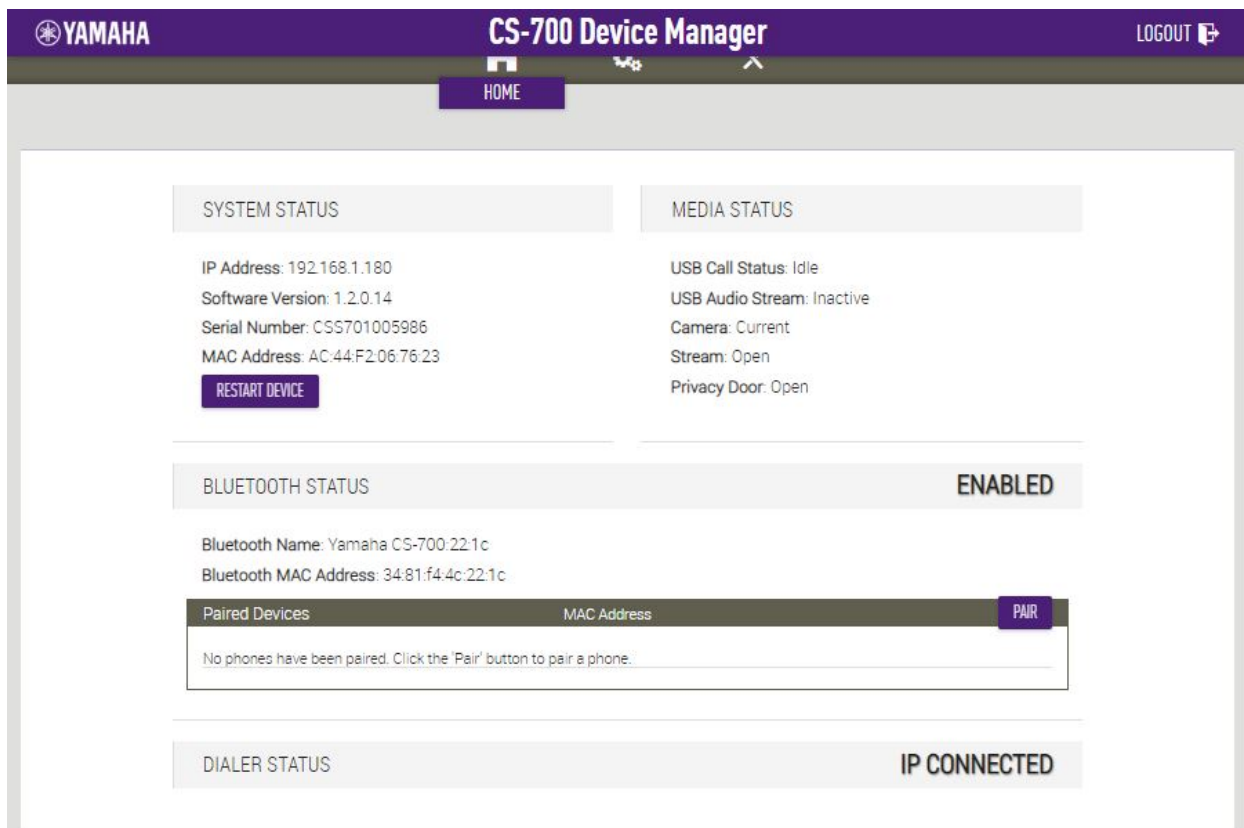 YAMAHA
CS-700 Device Manager
LOGOUT
HOME
SYSTEM STATUS
IP Address: 192.168.1.180
Software Version: 1.2.0.14
Serial Number: CSS701005986
MAC Address: AC:44:F2:06:76:23
RESTART DEVICE
MEDIA STATUS
USB Call Status: Idle
USB Audio Stream: Inactive
Camera: Current
Stream: Open
Privacy Door: Open
BLUETOOTH STATUS
ENABLED
Bluetooth Name: Yamaha CS-700:22:1c
Bluetooth MAC Address: 34:81:f4:4c:22:1c
Paired Devices MAC Address PAIR
No phones have been paired. Click the 'Pair' button to pair a phone.
DIALER STATUS
IP CONNECTED